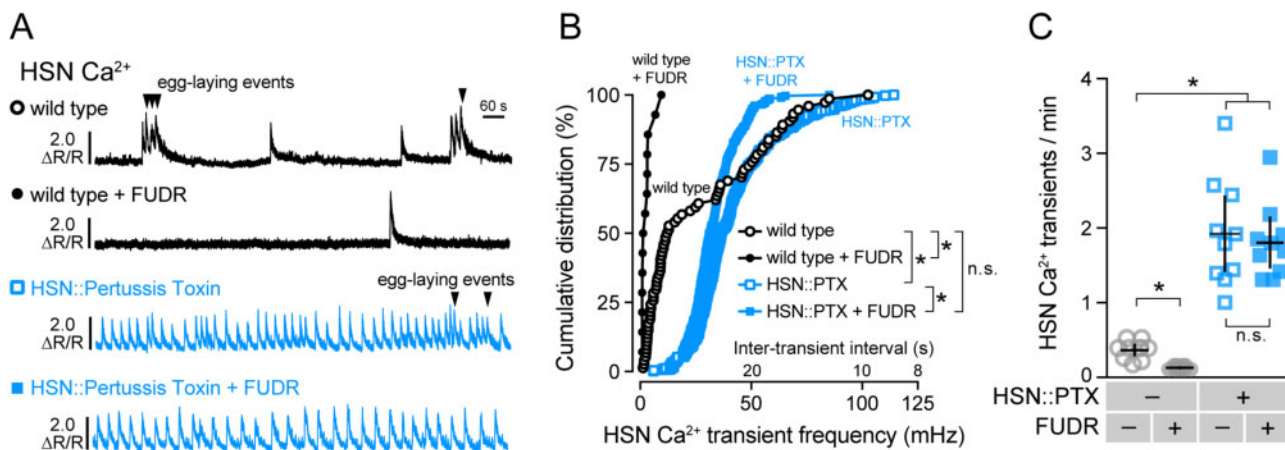 A
HSN Ca²⁺
egg-laying events
wild type
60 s
2.0
ΔR/R
wild type + FUDR
2.0
ΔR/R
HSN::Pertussis Toxin
egg-laying events
2.0
ΔR/R
HSN::Pertussis Toxin + FUDR
2.0
ΔR/R
B
wild type
+ FUDR
HSN::PTX
+ FUDR
HSN::PTX
wild type
Cumulative distribution (%)
100
75
50
25
0
wild type
wild type + FUDR
HSN::PTX
HSN::PTX + FUDR
*
*
*
n.s.
Inter-transient interval (s)
20 10 8
0 50 100 125
HSN Ca²⁺ transient frequency (mHz)
C
HSN Ca²⁺ transients / min
4
3
2
1
0
*
*
n.s.
HSN::PTX − +
FUDR − + − +